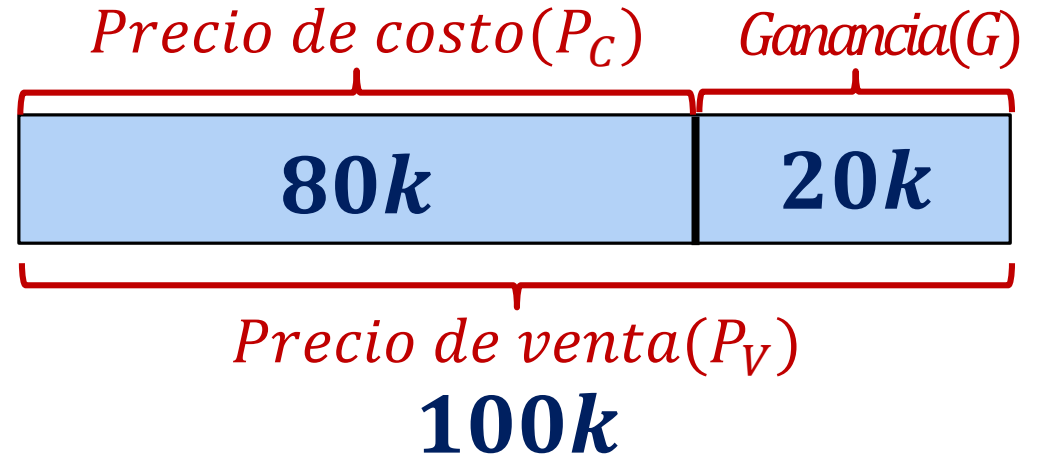 Precio de costo(P_C) Ganancia(G)
80k 20k
Precio de venta(P_V)
100k